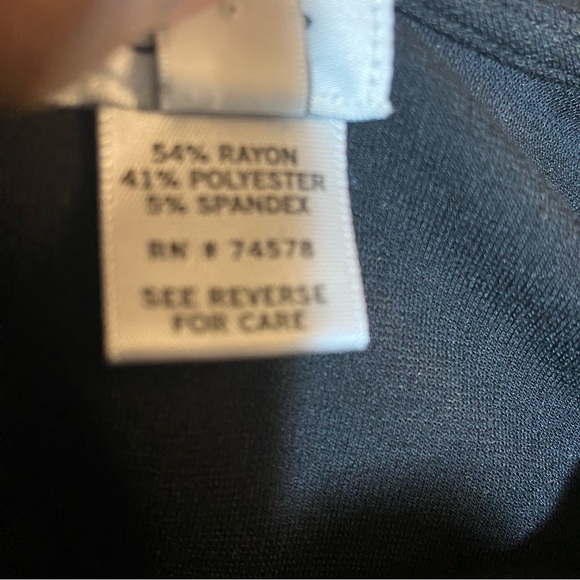 54% RAYON
41% POLYESTER
5% SPANDEX
RN # 74578
SEE REVERSE
FOR CARE